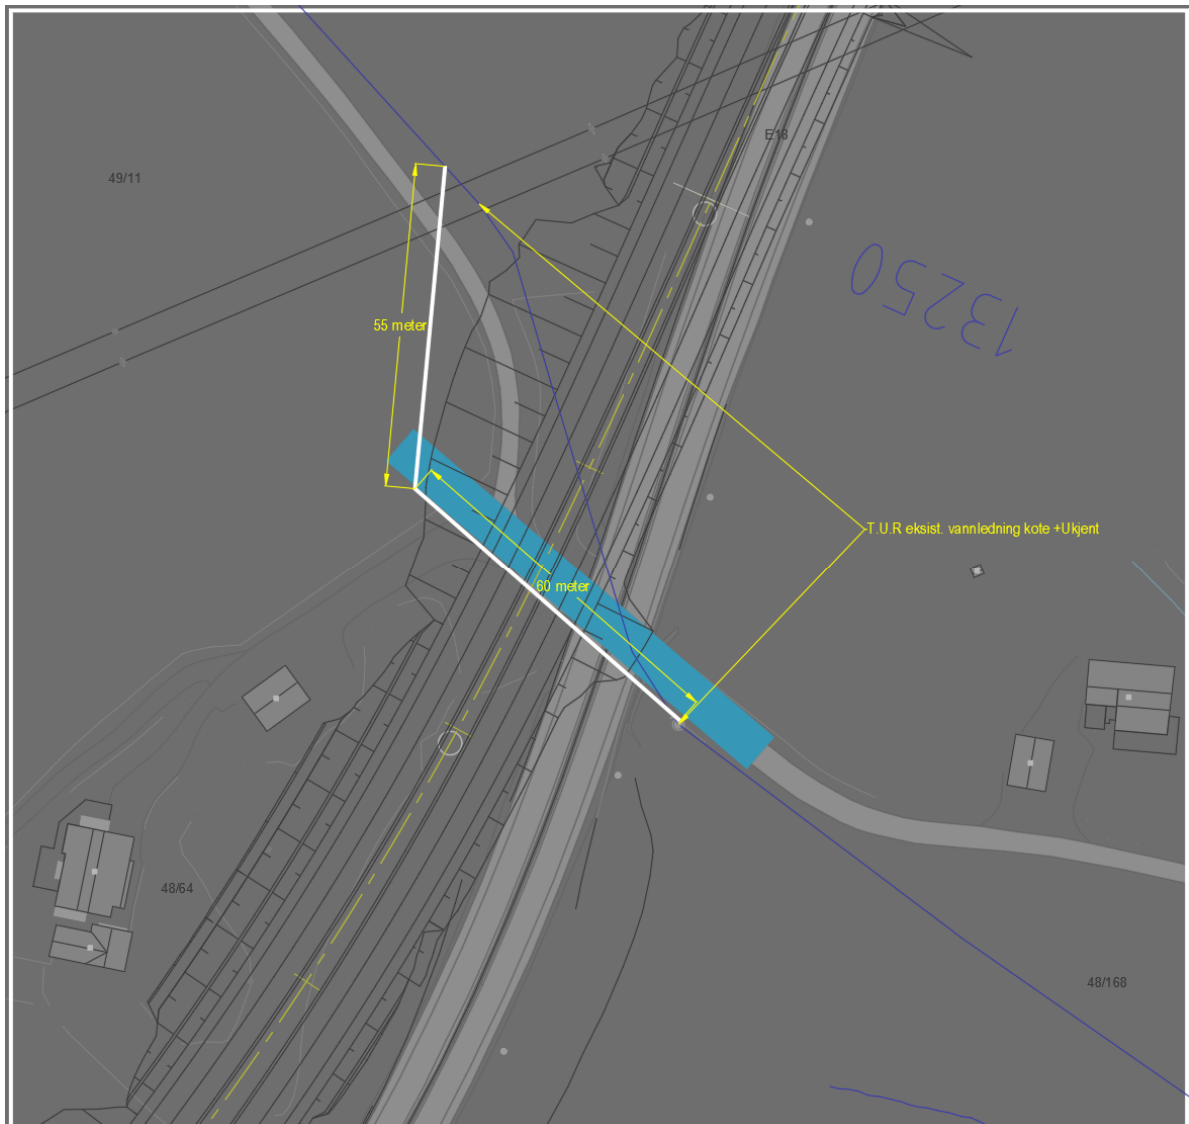 E18
49/11
13250
55 meter
T.U.R eksist. vannledning kote +Ukjent
60 meter
48/64
48/168